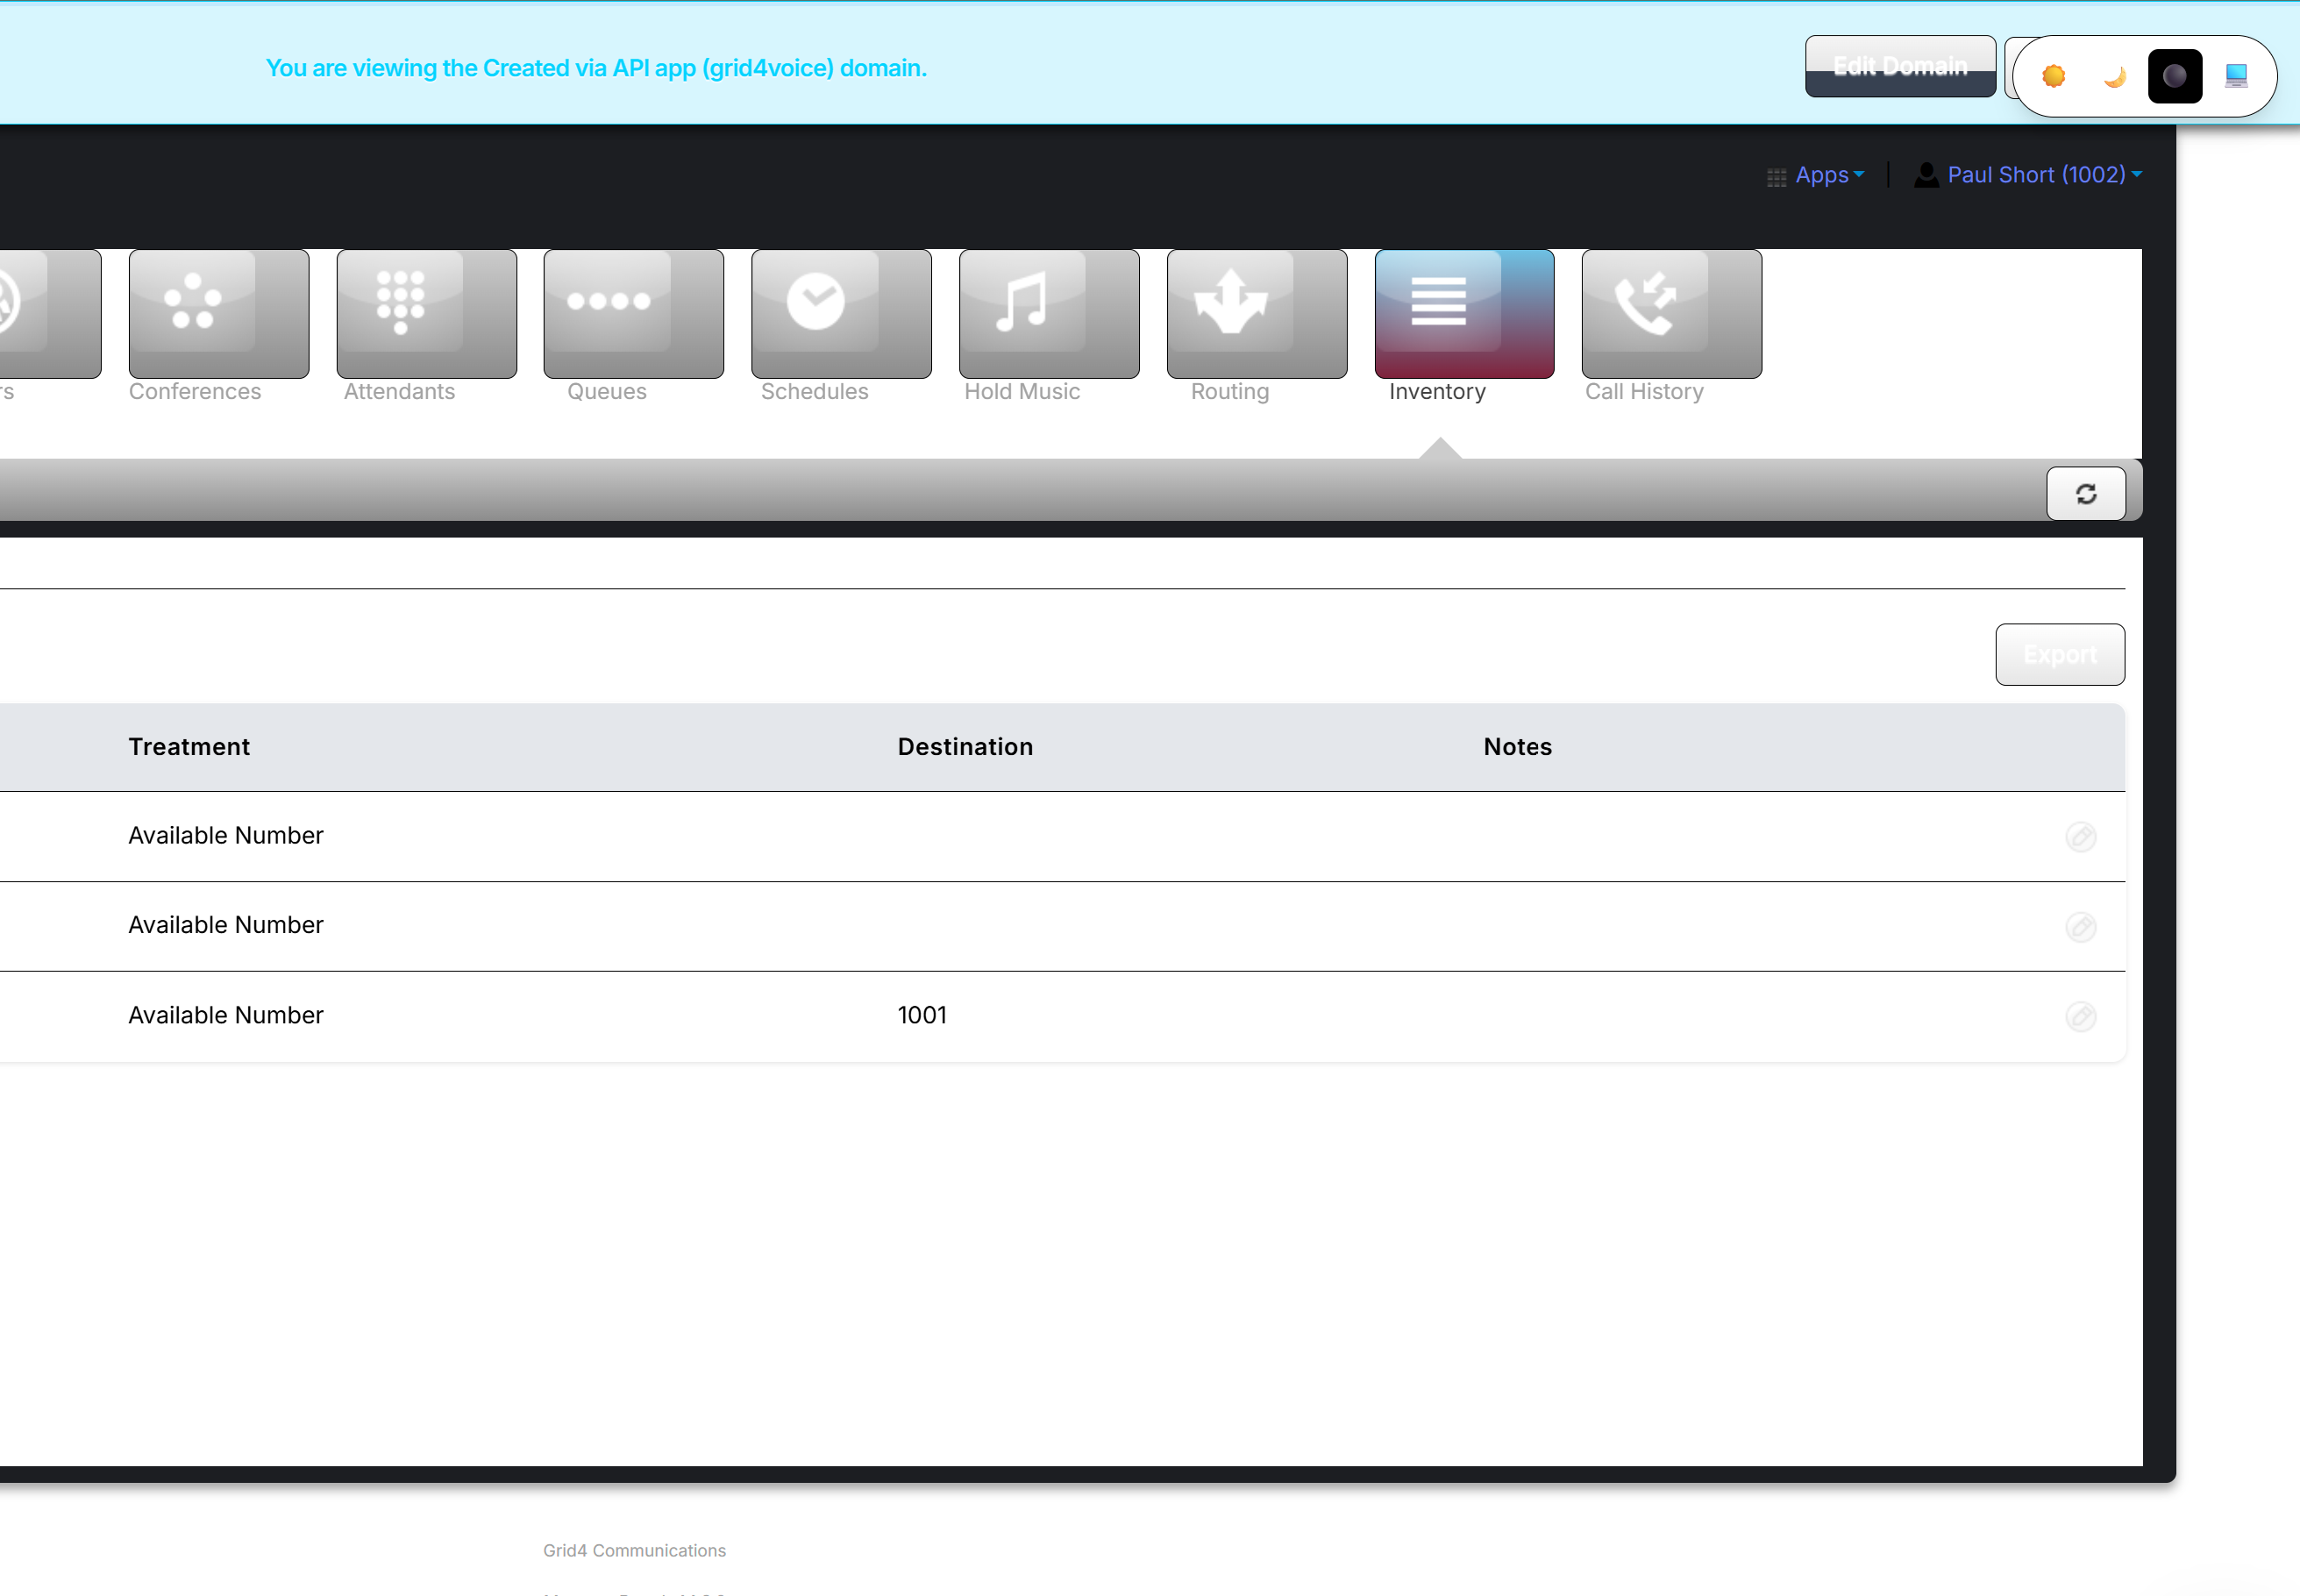 You are viewing the Created via API app (grid4voice) domain.
Edit Domain
Apps
Paul Short (1002)
rs
Conferences
Attendants
Queues
Schedules
Hold Music
Routing
Inventory
Call History
Export
Treatment Destination Notes
Available Number
Available Number
Available Number 1001
Grid4 Communications